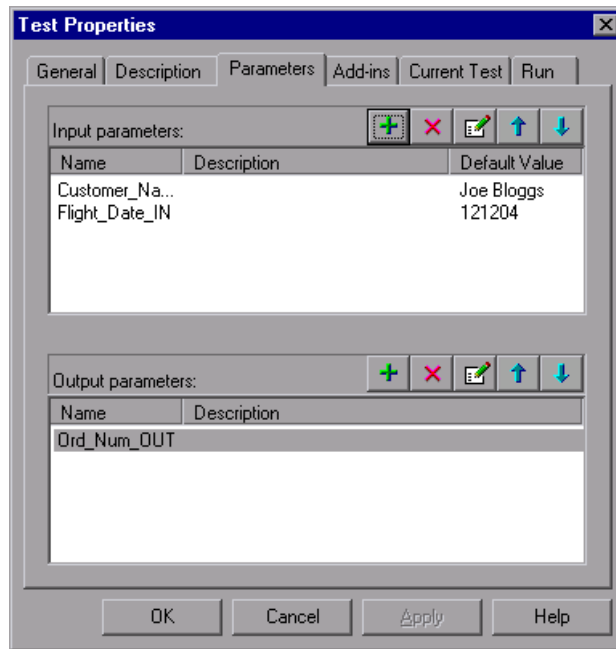 Test Properties
General Description Parameters Add-ins Current Test Run
Input parameters:
Name Description Default Value
Customer_Na... Joe Bloggs
Flight_Date_IN 121204
Output parameters:
Name Description
Ord_Num_OUT
OK Cancel Apply Help